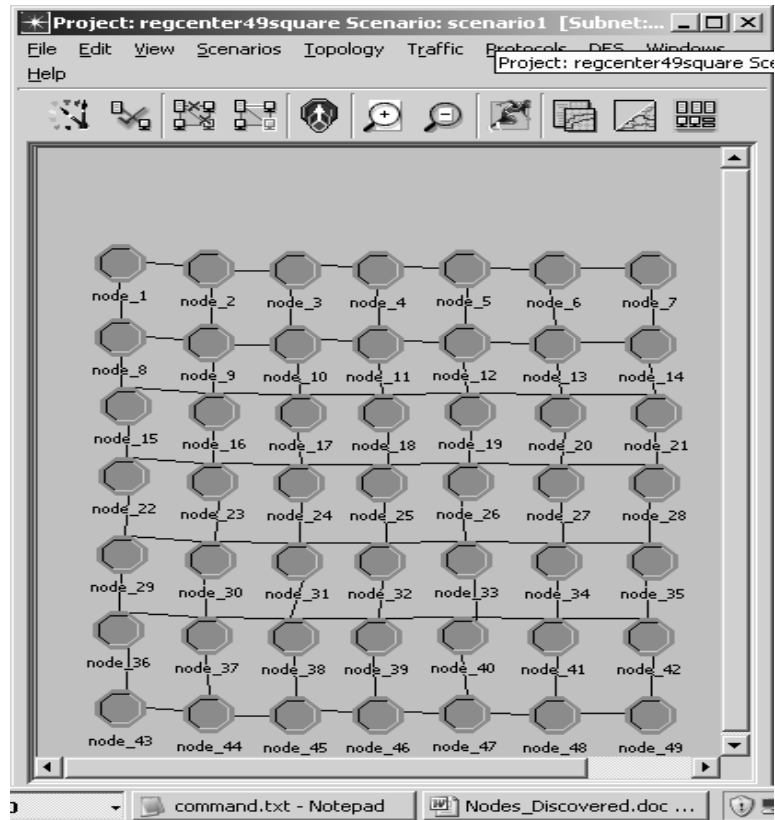 Project: regcenter49square Scenario: scenario1 [Subnet:...
File Edit View Scenarios Topology Traffic Protocols DES Windows
Help
Project: regcenter49square Sce
node_1 node_2 node_3 node_4 node_5 node_6 node_7
node_8 node_9 node_10 node_11 node_12 node_13 node_14
node_15 node_16 node_17 node_18 node_19 node_20 node_21
node_22 node_23 node_24 node_25 node_26 node_27 node_28
node_29 node_30 node_31 node_32 node_33 node_34 node_35
node_36 node_37 node_38 node_39 node_40 node_41 node_42
node_43 node_44 node_45 node_46 node_47 node_48 node_49
command.txt - Notepad Nodes_Discovered.doc ...